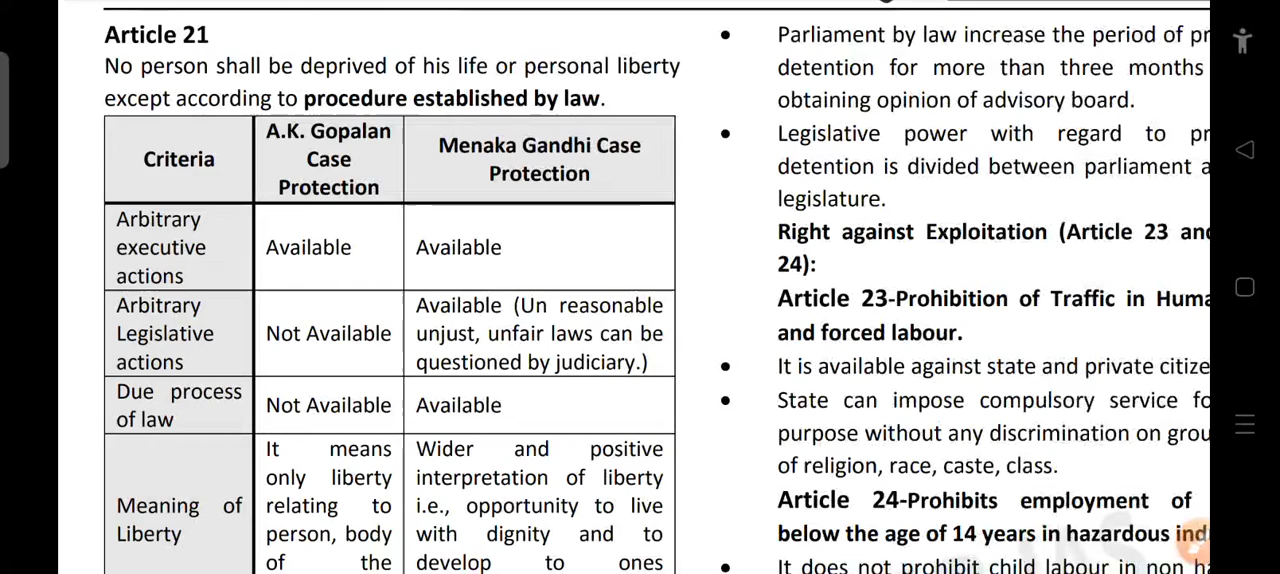 Article 21
No person shall be deprived of his life or personal liberty
except according to procedure established by law.
Criteria
A.K. Gopalan
Case
Protection
Menaka Gandhi Case
Protection
Arbitrary
executive
actions
Available
Available
Arbitrary
Legislative
actions
Not Available
Available (Un reasonable
unjust, unfair laws can be
questioned by judiciary.)
Due process
of law
Not Available
Available
Meaning of
Liberty
It means
only liberty
relating to
person, body
of the
Wider and positive
interpretation of liberty
i.e., opportunity to live
with dignity and to
develop to ones
• Parliament by law increase the period of pr
detention for more than three months
obtaining opinion of advisory board.
• Legislative power with regard to pr
detention is divided between parliament a
legislature.
Right against Exploitation (Article 23 and
24):
Article 23-Prohibition of Traffic in Huma
and forced labour.
• It is available against state and private citize
• State can impose compulsory service fo
purpose without any discrimination on grou
of religion, race, caste, class.
Article 24-Prohibits employment of
below the age of 14 years in hazardous ind
• It does not prohibit child labour in non ha